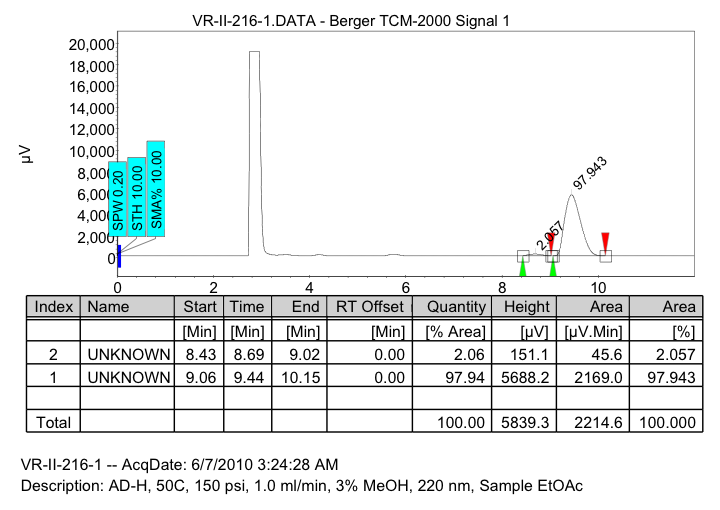 VR-II-216-1.DATA - Berger TCM-2000 Signal 1
20,000
18,000
16,000
14,000
12,000
10,000
8,000
6,000
4,000
2,000
0
µV
SPW 0.20
STH 10.00
SMA% 10.00
2.057
97.943
0 2 4 6 8 10
Index Name Start Time End RT Offset Quantity Height Area Area
[Min] [Min] [Min] [Min] [% Area] [µV] [µV.Min] [%]
2 UNKNOWN 8.43 8.69 9.02 0.00 2.06 151.1 45.6 2.057
1 UNKNOWN 9.06 9.44 10.15 0.00 97.94 5688.2 2169.0 97.943
Total 100.00 5839.3 2214.6 100.000
VR-II-216-1 -- AcqDate: 6/7/2010 3:24:28 AM
Description: AD-H, 50C, 150 psi, 1.0 ml/min, 3% MeOH, 220 nm, Sample EtOAc